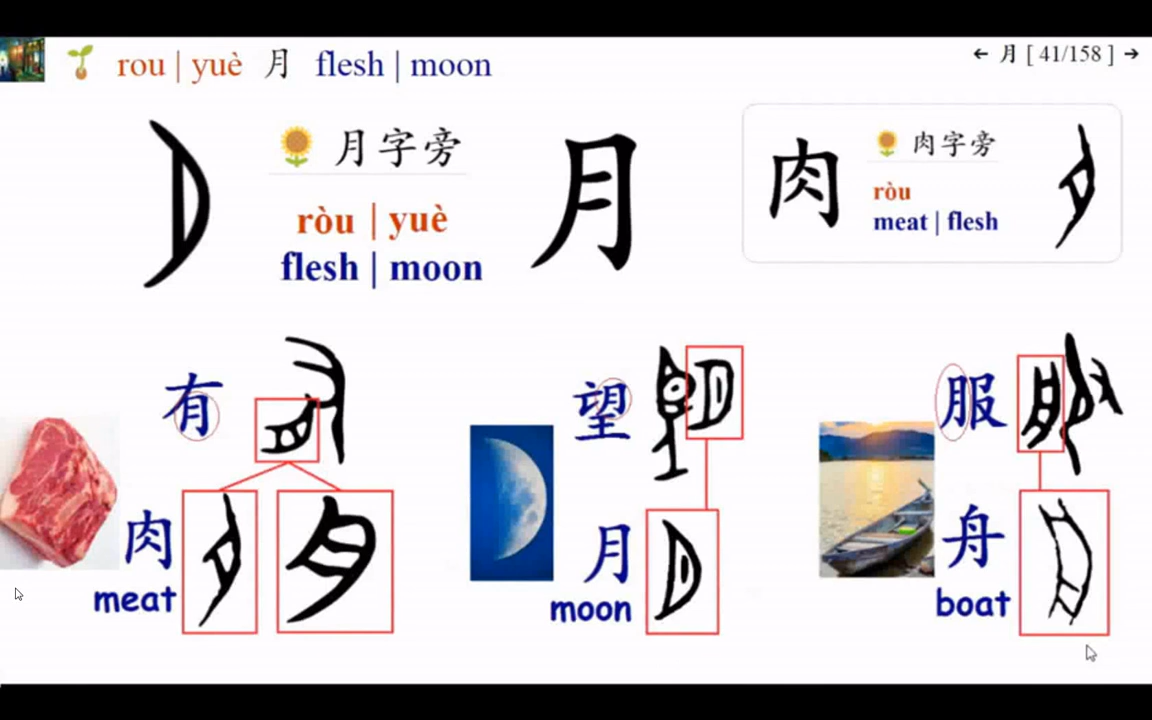 rou | yuè 月 flesh | moon
← 月 [ 41/158 ] →
月字旁
ròu | yuè
flesh | moon
月
肉
肉字旁
ròu
meat | flesh
有
肉
meat
望
月
moon
服
舟
boat